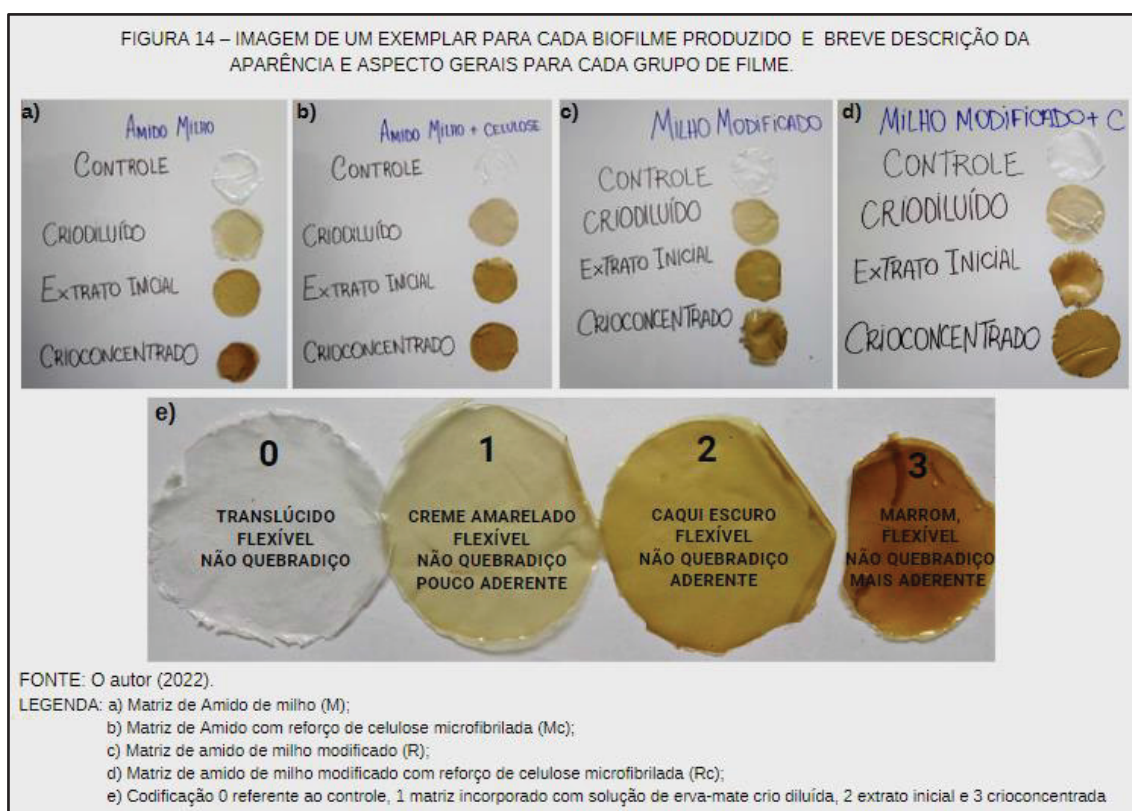 FIGURA 14 – IMAGEM DE UM EXEMPLAR PARA CADA BIOFILME PRODUZIDO E BREVE DESCRIÇÃO DA
APARÊNCIA E ASPECTO GERAIS PARA CADA GRUPO DE FILME.
a)
AMIDO MILHO
CONTROLE
CRIODILUÍDO
EXTRATO INICIAL
CRIOCONCENTRADO
b)
AMIDO MILHO + CELULOSE
CONTROLE
CRIODILUÍDO
EXTRATO INICIAL
CRIOCONCENTRADO
c)
MILHO MODIFICADO
CONTROLE
CRIODILUÍDO
EXTRATO INICIAL
CRIOCONCENTRADO
d)
MILHO MODIFICADO + C
CONTROLE
CRIODILUÍDO
EXTRATO INICIAL
CRIOCONCENTRADO
e)
0
TRANSLÚCIDO
FLEXÍVEL
NÃO QUEBRADIÇO
1
CREME AMARELADO
FLEXÍVEL
NÃO QUEBRADIÇO
POUCO ADERENTE
2
CAQUI ESCURO
FLEXÍVEL
NÃO QUEBRADIÇO
ADERENTE
3
MARROM,
FLEXÍVEL
NÃO QUEBRADIÇO
MAIS ADERENTE
FONTE: O autor (2022).
LEGENDA: a) Matriz de Amido de milho (M);
b) Matriz de Amido com reforço de celulose microfibrilada (Mc);
c) Matriz de amido de milho modificado (R);
d) Matriz de amido de milho modificado com reforço de celulose microfibrilada (Rc);
e) Codificação 0 referente ao controle, 1 matriz incorporado com solução de erva-mate crio diluída, 2 extrato inicial e 3 crioconcentrada